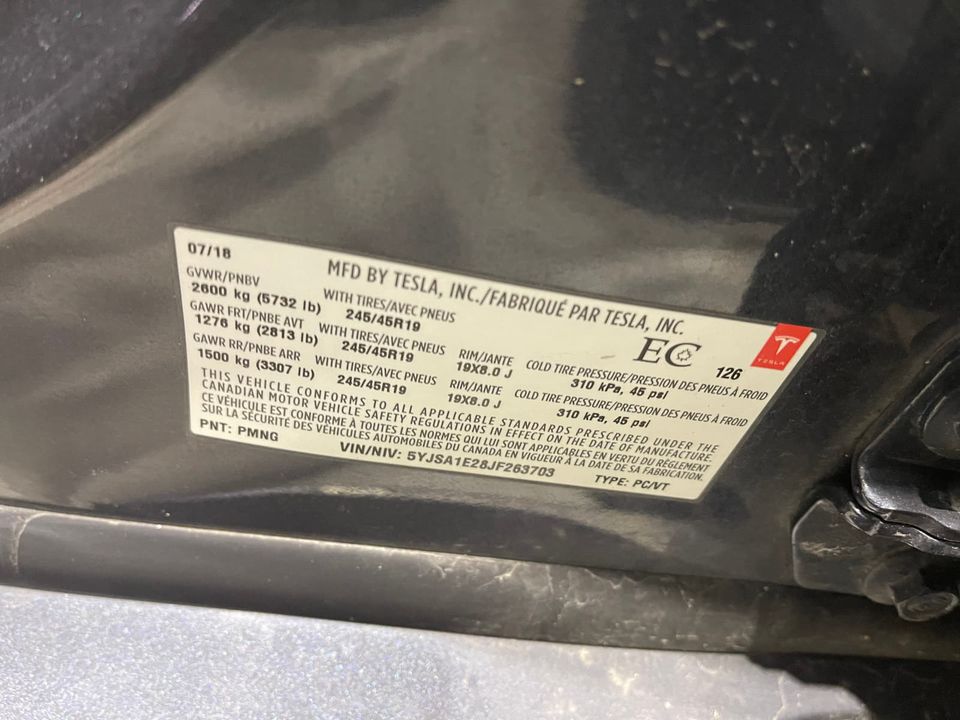 07/18
MFD BY TESLA, INC./FABRIQUÉ PAR TESLA, INC.
GVWR/PNBV
2600 kg (5732 lb)
WITH TIRES/AVEC PNEUS
245/45R19
EC
126
TESLA
GAWR FRT/PNBE AVT
1276 kg (2813 lb)
WITH TIRES/AVEC PNEUS
245/45R19
RIM/JANTE
19X8.0 J
COLD TIRE PRESSURE/PRESSION DES PNEUS À FROID
310 kPa, 45 psi
GAWR RR/PNBE ARR
1500 kg (3307 lb)
WITH TIRES/AVEC PNEUS
245/45R19
RIM/JANTE
19X8.0 J
COLD TIRE PRESSURE/PRESSION DES PNEUS À FROID
310 kPa, 45 psi
THIS VEHICLE CONFORMS TO ALL APPLICABLE STANDARDS PRESCRIBED UNDER THE
CANADIAN MOTOR VEHICLE SAFETY REGULATIONS IN EFFECT ON THE DATE OF MANUFACTURE.
CE VÉHICULE EST CONFORME À TOUTES LES NORMES QUI LUI SONT APPLICABLES EN VERTU DU RÈGLEMENT
SUR LA SÉCURITÉ DES VÉHICULES AUTOMOBILES DU CANADA EN VIGUEUR À LA DATE DE SA FABRICATION.
PNT: PMNG
VIN/NIV: 5YJSA1E28JF263703
TYPE: PC/VT